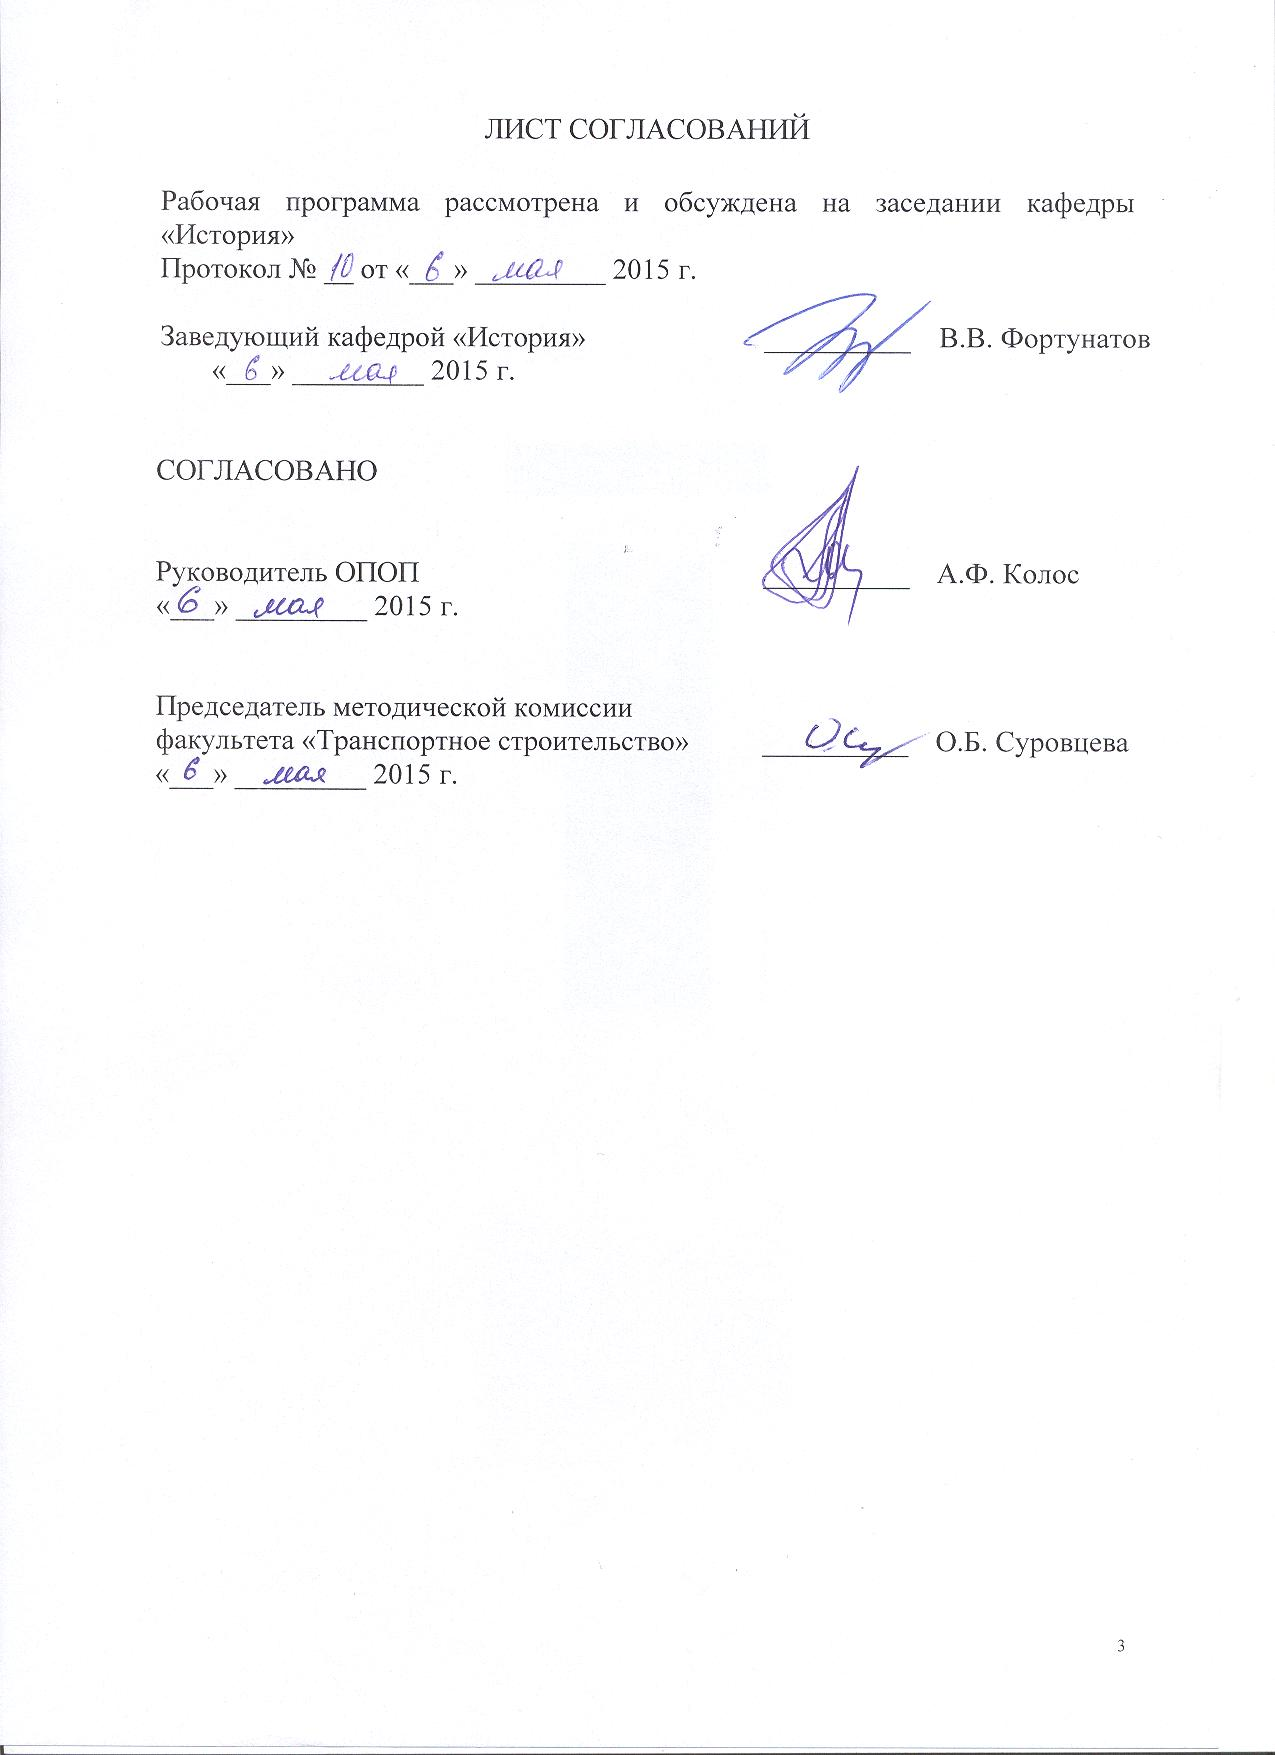 ЛИСТ СОГЛАСОВАНИЙ
Рабочая программа рассмотрена и обсуждена на заседании кафедры
«История»
Протокол № 10 от «6» мая 2015 г.
Заведующий кафедрой «История» В.В. Фортунатов
«6» мая 2015 г.
СОГЛАСОВАНО
Руководитель ОПОП А.Ф. Колос
«6» мая 2015 г.
Председатель методической комиссии
факультета «Транспортное строительство» О.Б. Суровцева
«6» мая 2015 г.
3